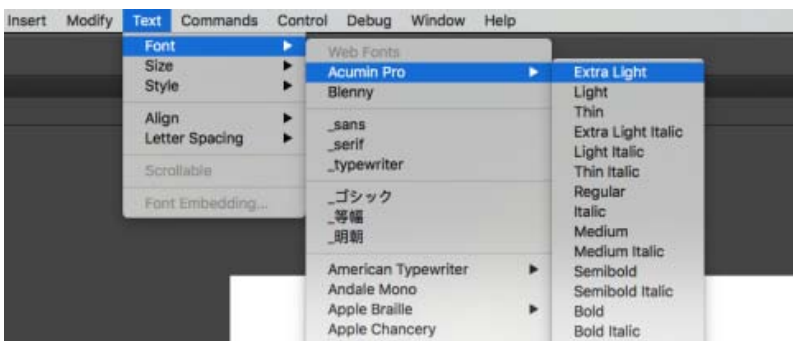 Insert Modify Text Commands Control Debug Window Help
Font
Size
Style
Align
Letter Spacing
Scrollable
Font Embedding...
Web Fonts
Acumin Pro
Blenny
_sans
_serif
_typewriter
_ゴシック
_等幅
_明朝
American Typewriter
Andale Mono
Apple Braille
Apple Chancery
Extra Light
Light
Thin
Extra Light Italic
Light Italic
Thin Italic
Regular
Italic
Medium
Medium Italic
Semibold
Semibold Italic
Bold
Bold Italic